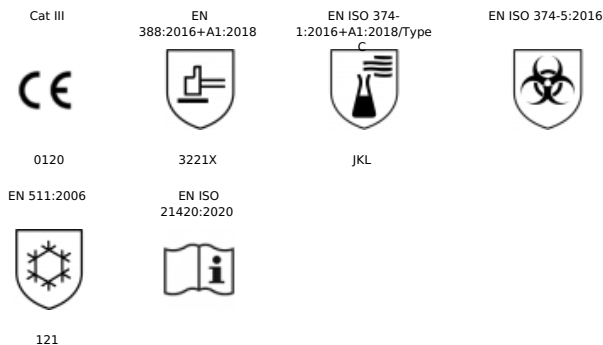 Cat III
EN
388:2016+A1:2018
EN ISO 374-
1:2016+A1:2018/Type
C
EN ISO 374-5:2016
CE
i
0120
3221X
JKL
EN 511:2006
EN ISO
21420:2020
121